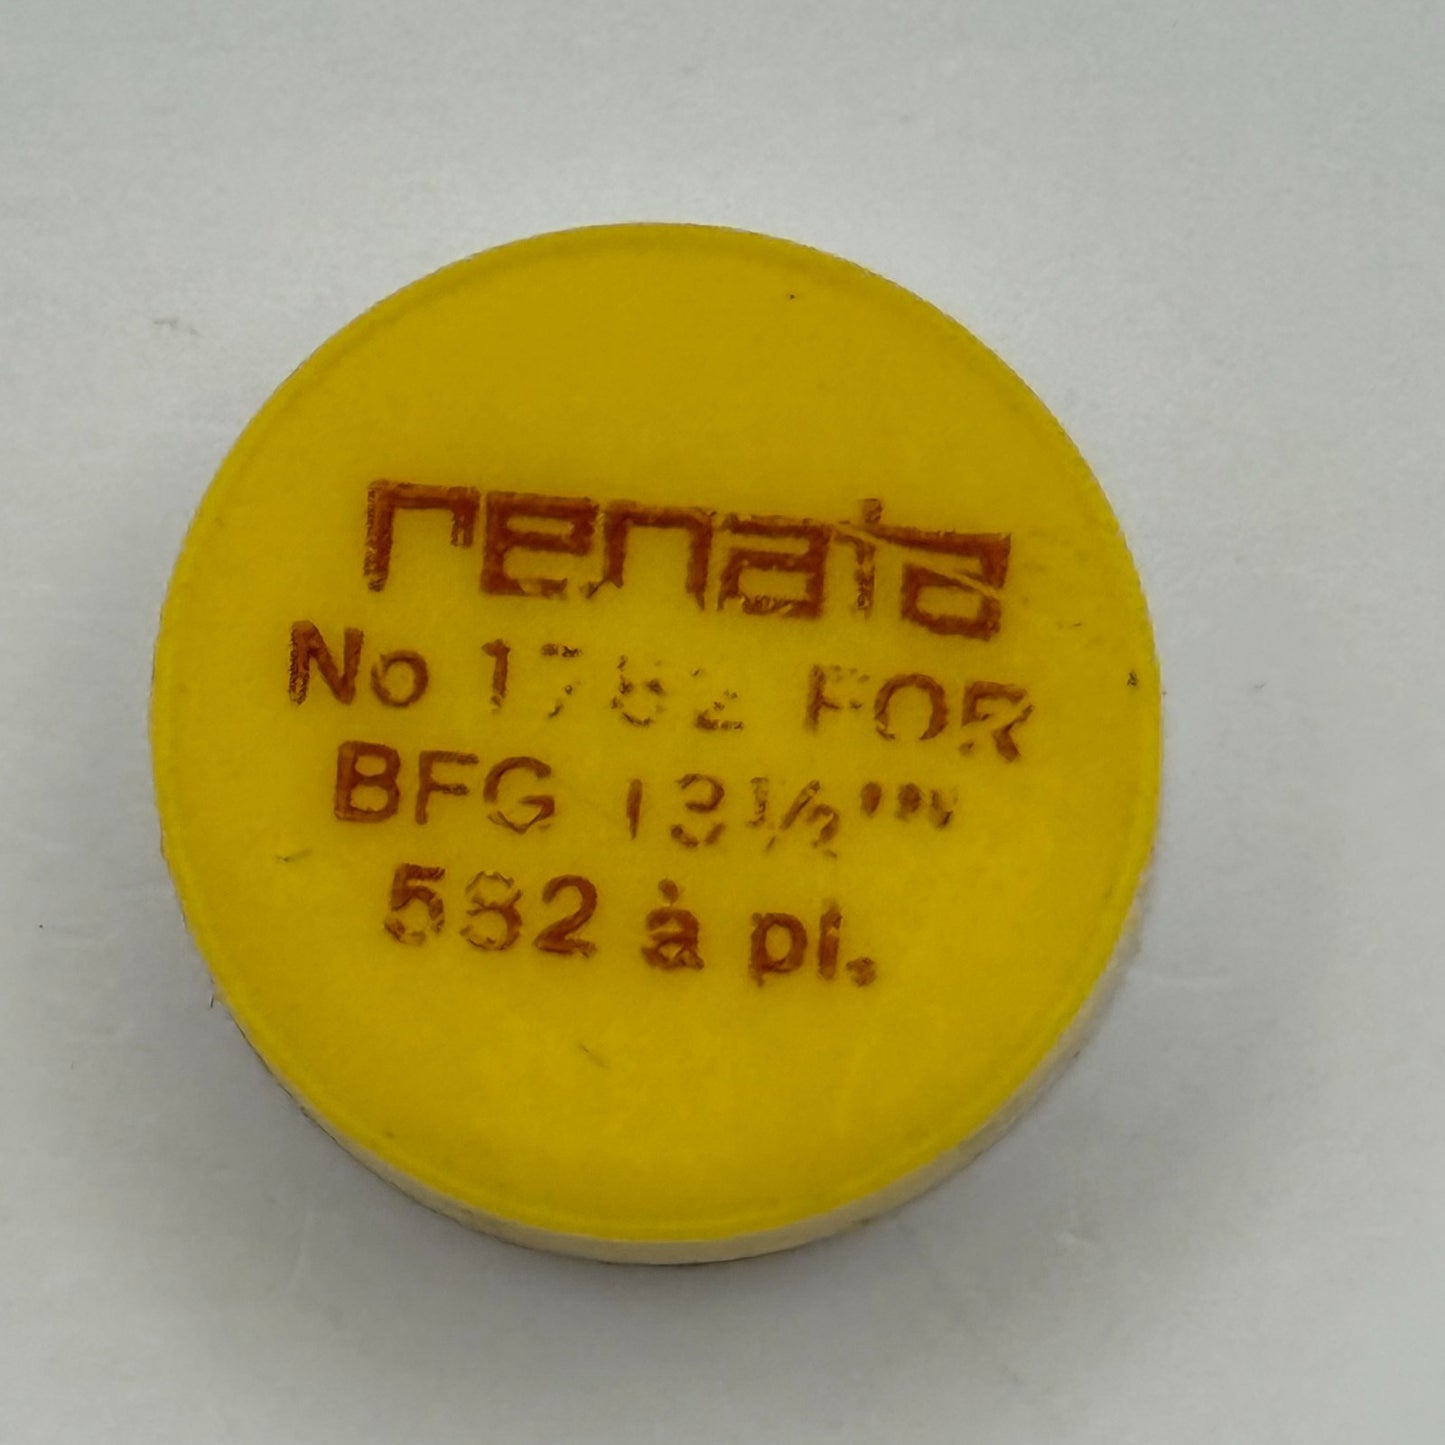 renata
No 1782 FOR
BFG 13½'''
582 à pl.